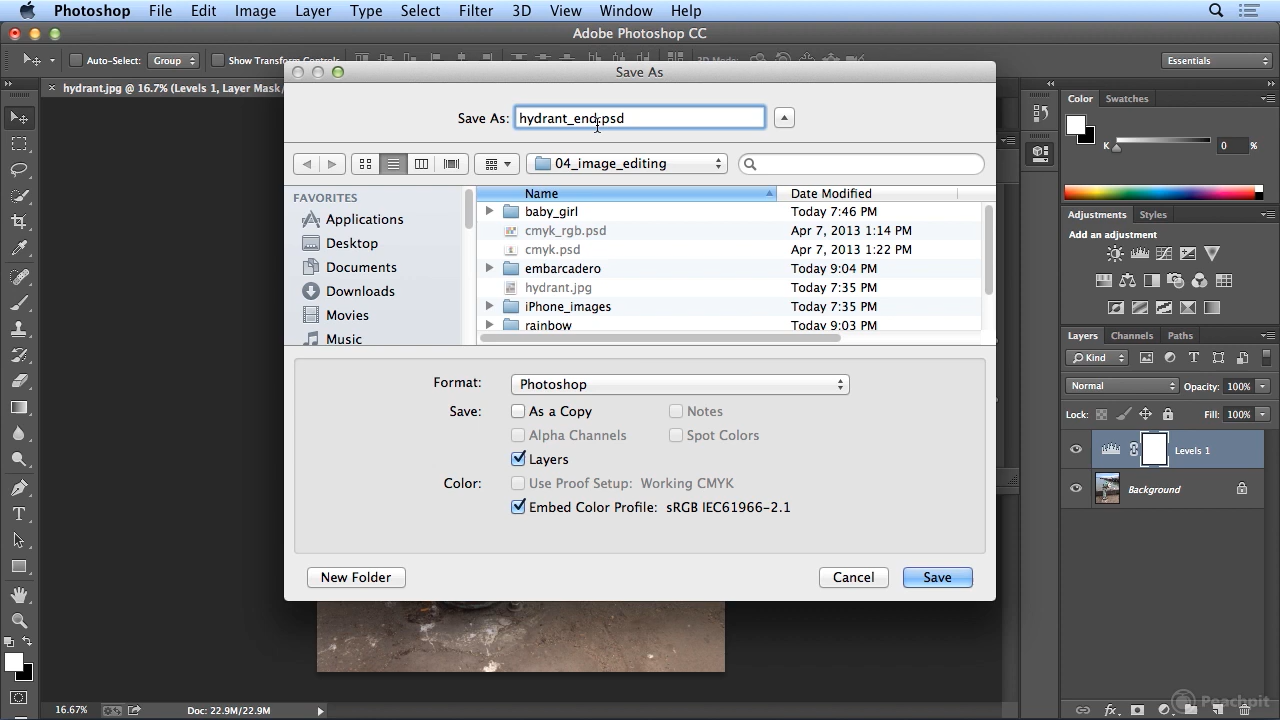 Photoshop File Edit Image Layer Type Select Filter 3D View Window Help
Adobe Photoshop CC
Auto-Select: Group Show Transform Controls Essentials
× hydrant.jpg @ 16.7% (Levels 1, Layer Mask/
Save As
Save As: hydrant_end.psd
04_image_editing
FAVORITES
Applications
Desktop
Documents
Downloads
Movies
Music
Name Date Modified
baby_girl Today 7:46 PM
cmyk_rgb.psd Apr 7, 2013 1:14 PM
cmyk.psd Apr 7, 2013 1:22 PM
embarcadero Today 9:04 PM
hydrant.jpg Today 7:35 PM
iPhone_images Today 7:35 PM
rainbow Today 9:03 PM
Format: Photoshop
Save: As a Copy Notes
Alpha Channels Spot Colors
Layers
Color: Use Proof Setup: Working CMYK
Embed Color Profile: sRGB IEC61966-2.1
New Folder Cancel Save
Color Swatches
K 0 %
Adjustments Styles
Add an adjustment
Layers Channels Paths
Kind
Normal Opacity: 100%
Lock: Fill: 100%
Levels 1
Background
16.67% Doc: 22.9M/22.9M
Peachpit